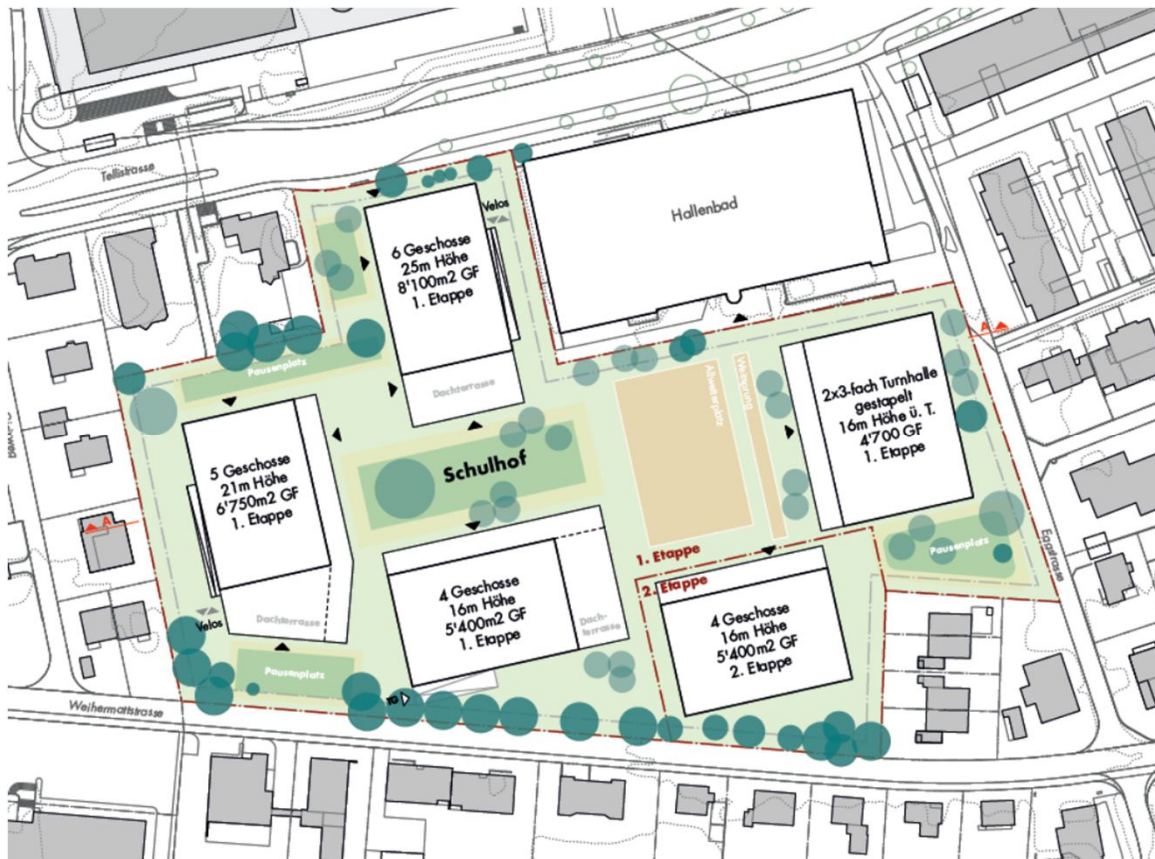 Tellistrasse
Hallenbad
Velos
6 Geschosse
25m Höhe
8'100m2 GF
1. Etappe
Dachterrasse
Pausenplatz
A
2x3-fach Turnhalle
gestapelt
16m Höhe ü. T.
4'700 GF
1. Etappe
Weitsprung
Allwetterplatz
5 Geschosse
21m Höhe
6'750m2 GF
1. Etappe
Schulhof
A
Pausenplatz
1. Etappe
2. Etappe
4 Geschosse
16m Höhe
5'400m2 GF
1. Etappe
Dach-
terrasse
4 Geschosse
16m Höhe
5'400m2 GF
2. Etappe
Dachterrasse
Velos
Pausenplatz
TG
Weihermattstrasse